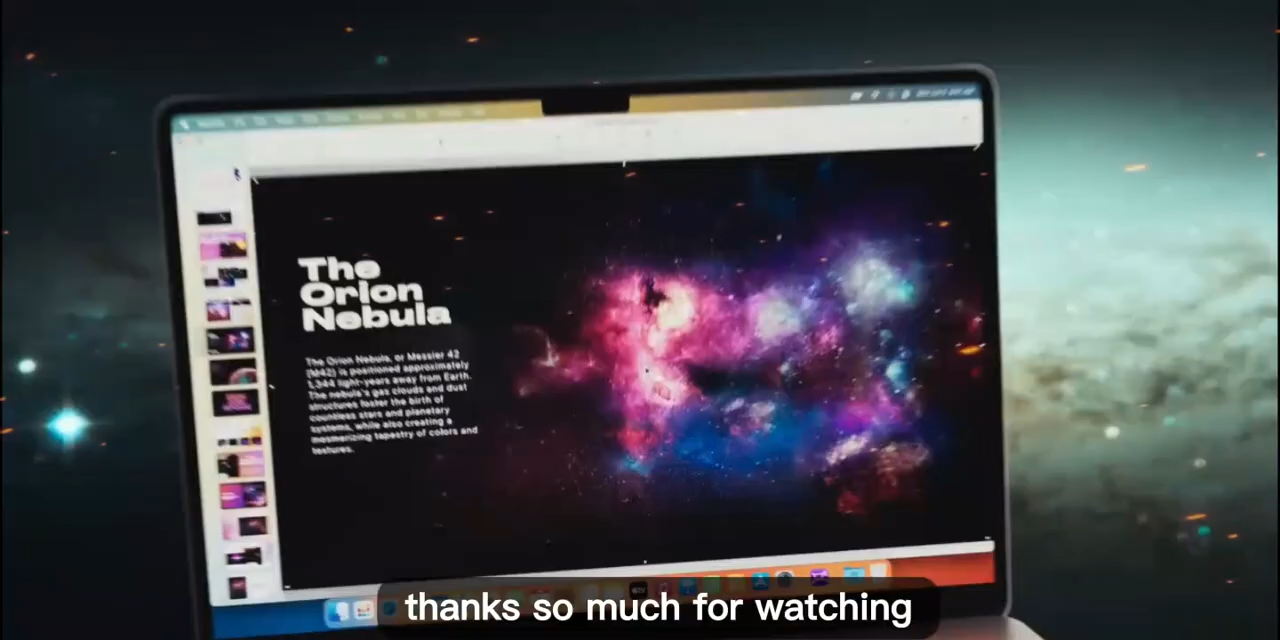 The
Orion
Nebula
The Orion Nebula, or Messier 42
(M42) is positioned approximately
1,344 light-years away from Earth.
The nebula's gas clouds and dust
structures foster the birth of
countless stars and planetary
systems, while also creating a
mesmerizing tapestry of colors and
textures.
thanks so much for watching